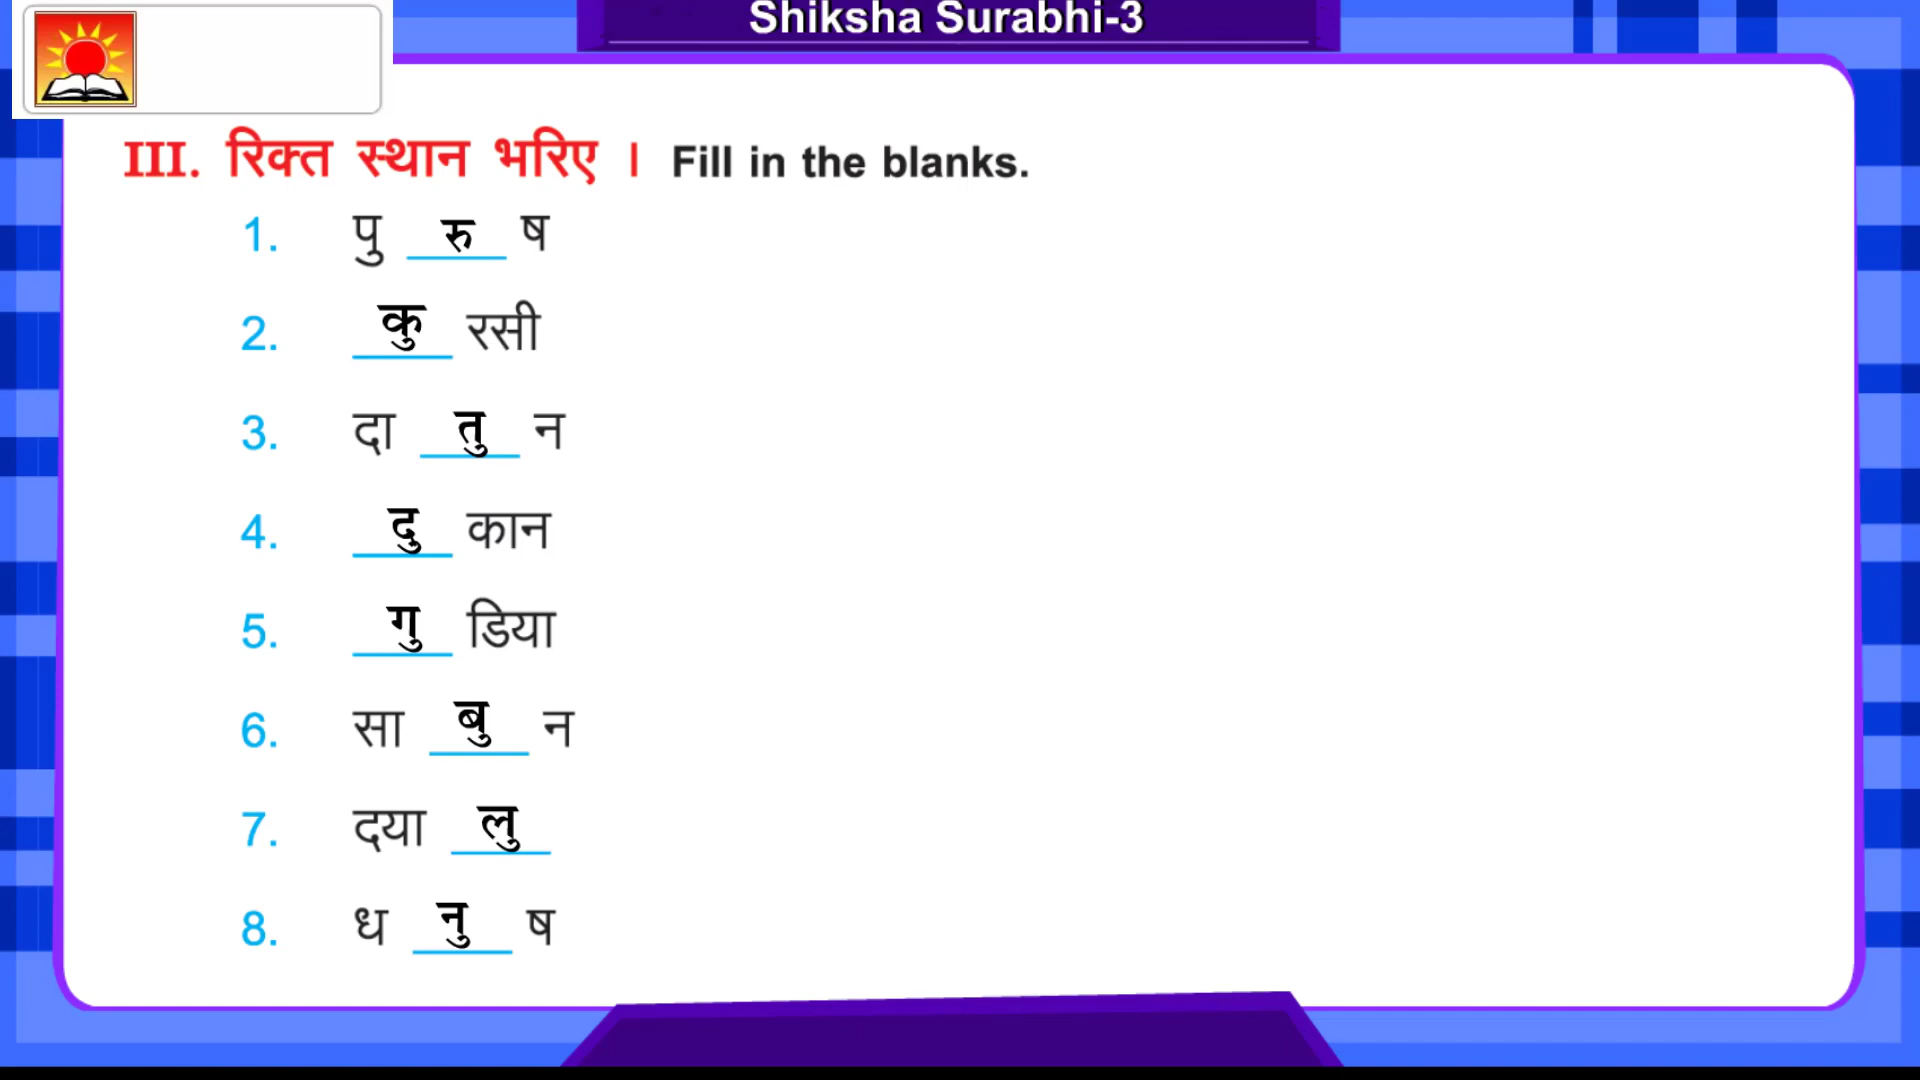 Shiksha Surabhi-3
III. रिक्त स्थान भरिए । Fill in the blanks.
1. पु रु ष
2. कु रसी
3. दा तु न
4. दु कान
5. गु डिया
6. सा बु न
7. दया लु
8. ध नु ष